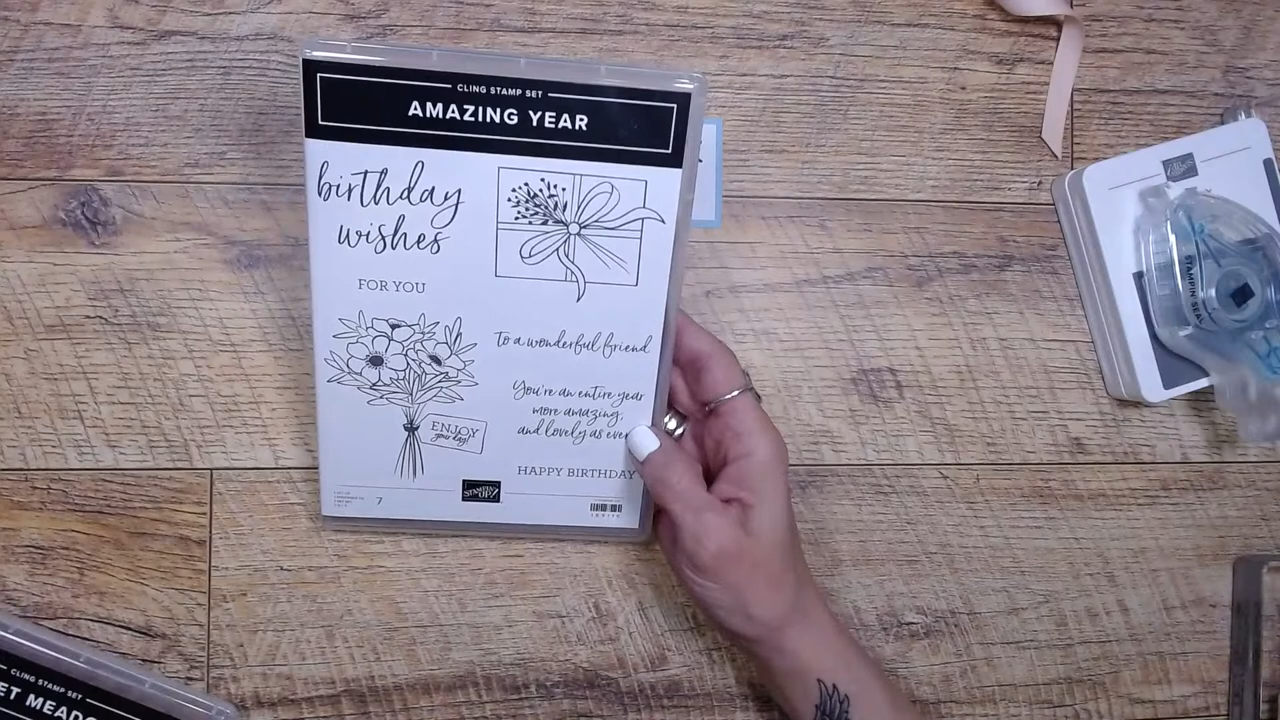 CLING STAMP SET
AMAZING YEAR
birthday
wishes
FOR YOU
To a wonderful friend
You're an entire year
more amazing,
and lovely as ever
HAPPY BIRTHDAY
ENJOY
your day!
7
STAMPIN' UP!
STAMPIN' SEAL
CLING STAMP SET
ET MEADO